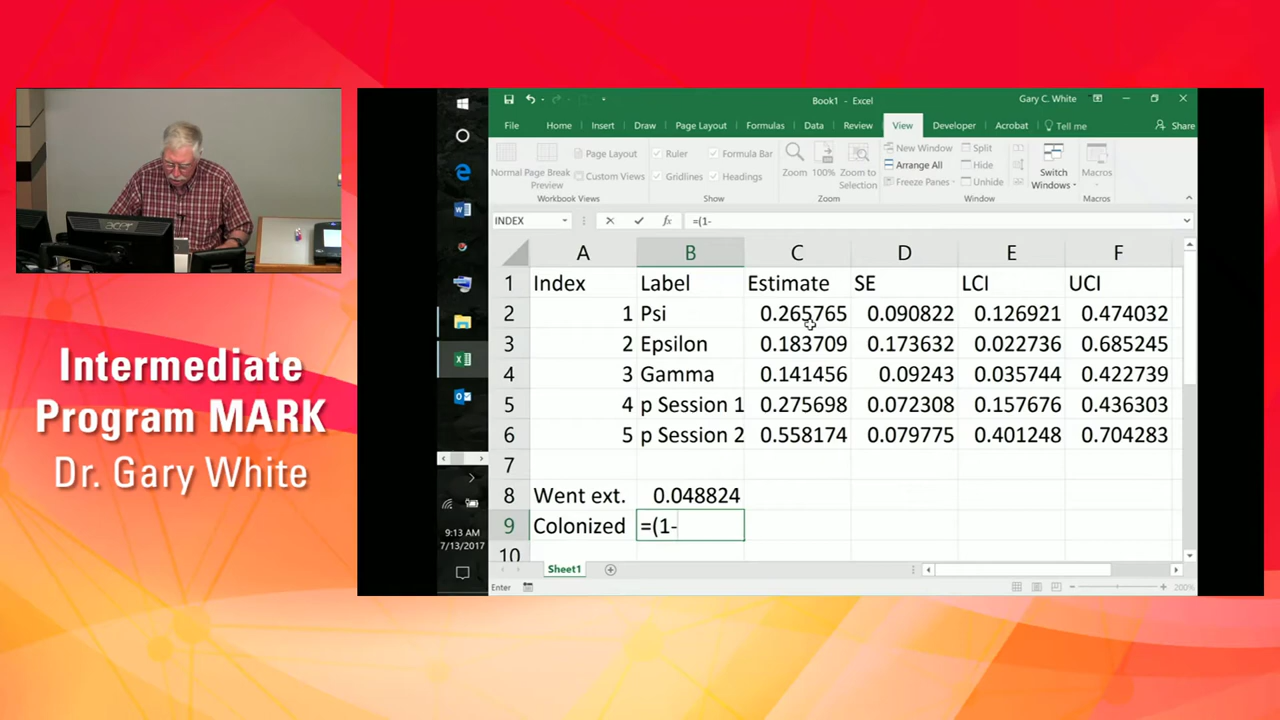 Intermediate
Program MARK
Dr. Gary White
acer
Book1 - Excel
Gary C. White
File Home Insert Draw Page Layout Formulas Data Review View Developer Acrobat Tell me Share
Normal Page Break Preview Page Layout Custom Views
Workbook Views
Ruler Formula Bar
Gridlines Headings
Show
Zoom 100% Zoom to Selection
Zoom
New Window Split
Arrange All Hide
Freeze Panes Unhide
Switch Windows
Window
Macros
Macros
INDEX =(1-
A B C D E F
1 Index Label Estimate SE LCI UCI
2 1 Psi 0.265765 0.090822 0.126921 0.474032
3 2 Epsilon 0.183709 0.173632 0.022736 0.685245
4 3 Gamma 0.141456 0.09243 0.035744 0.422739
5 4 p Session 1 0.275698 0.072308 0.157676 0.436303
6 5 p Session 2 0.558174 0.079775 0.401248 0.704283
7
8 Went ext. 0.048824
9 Colonized =(1-
10
Sheet1
Enter
200%
9:13 AM
7/13/2017